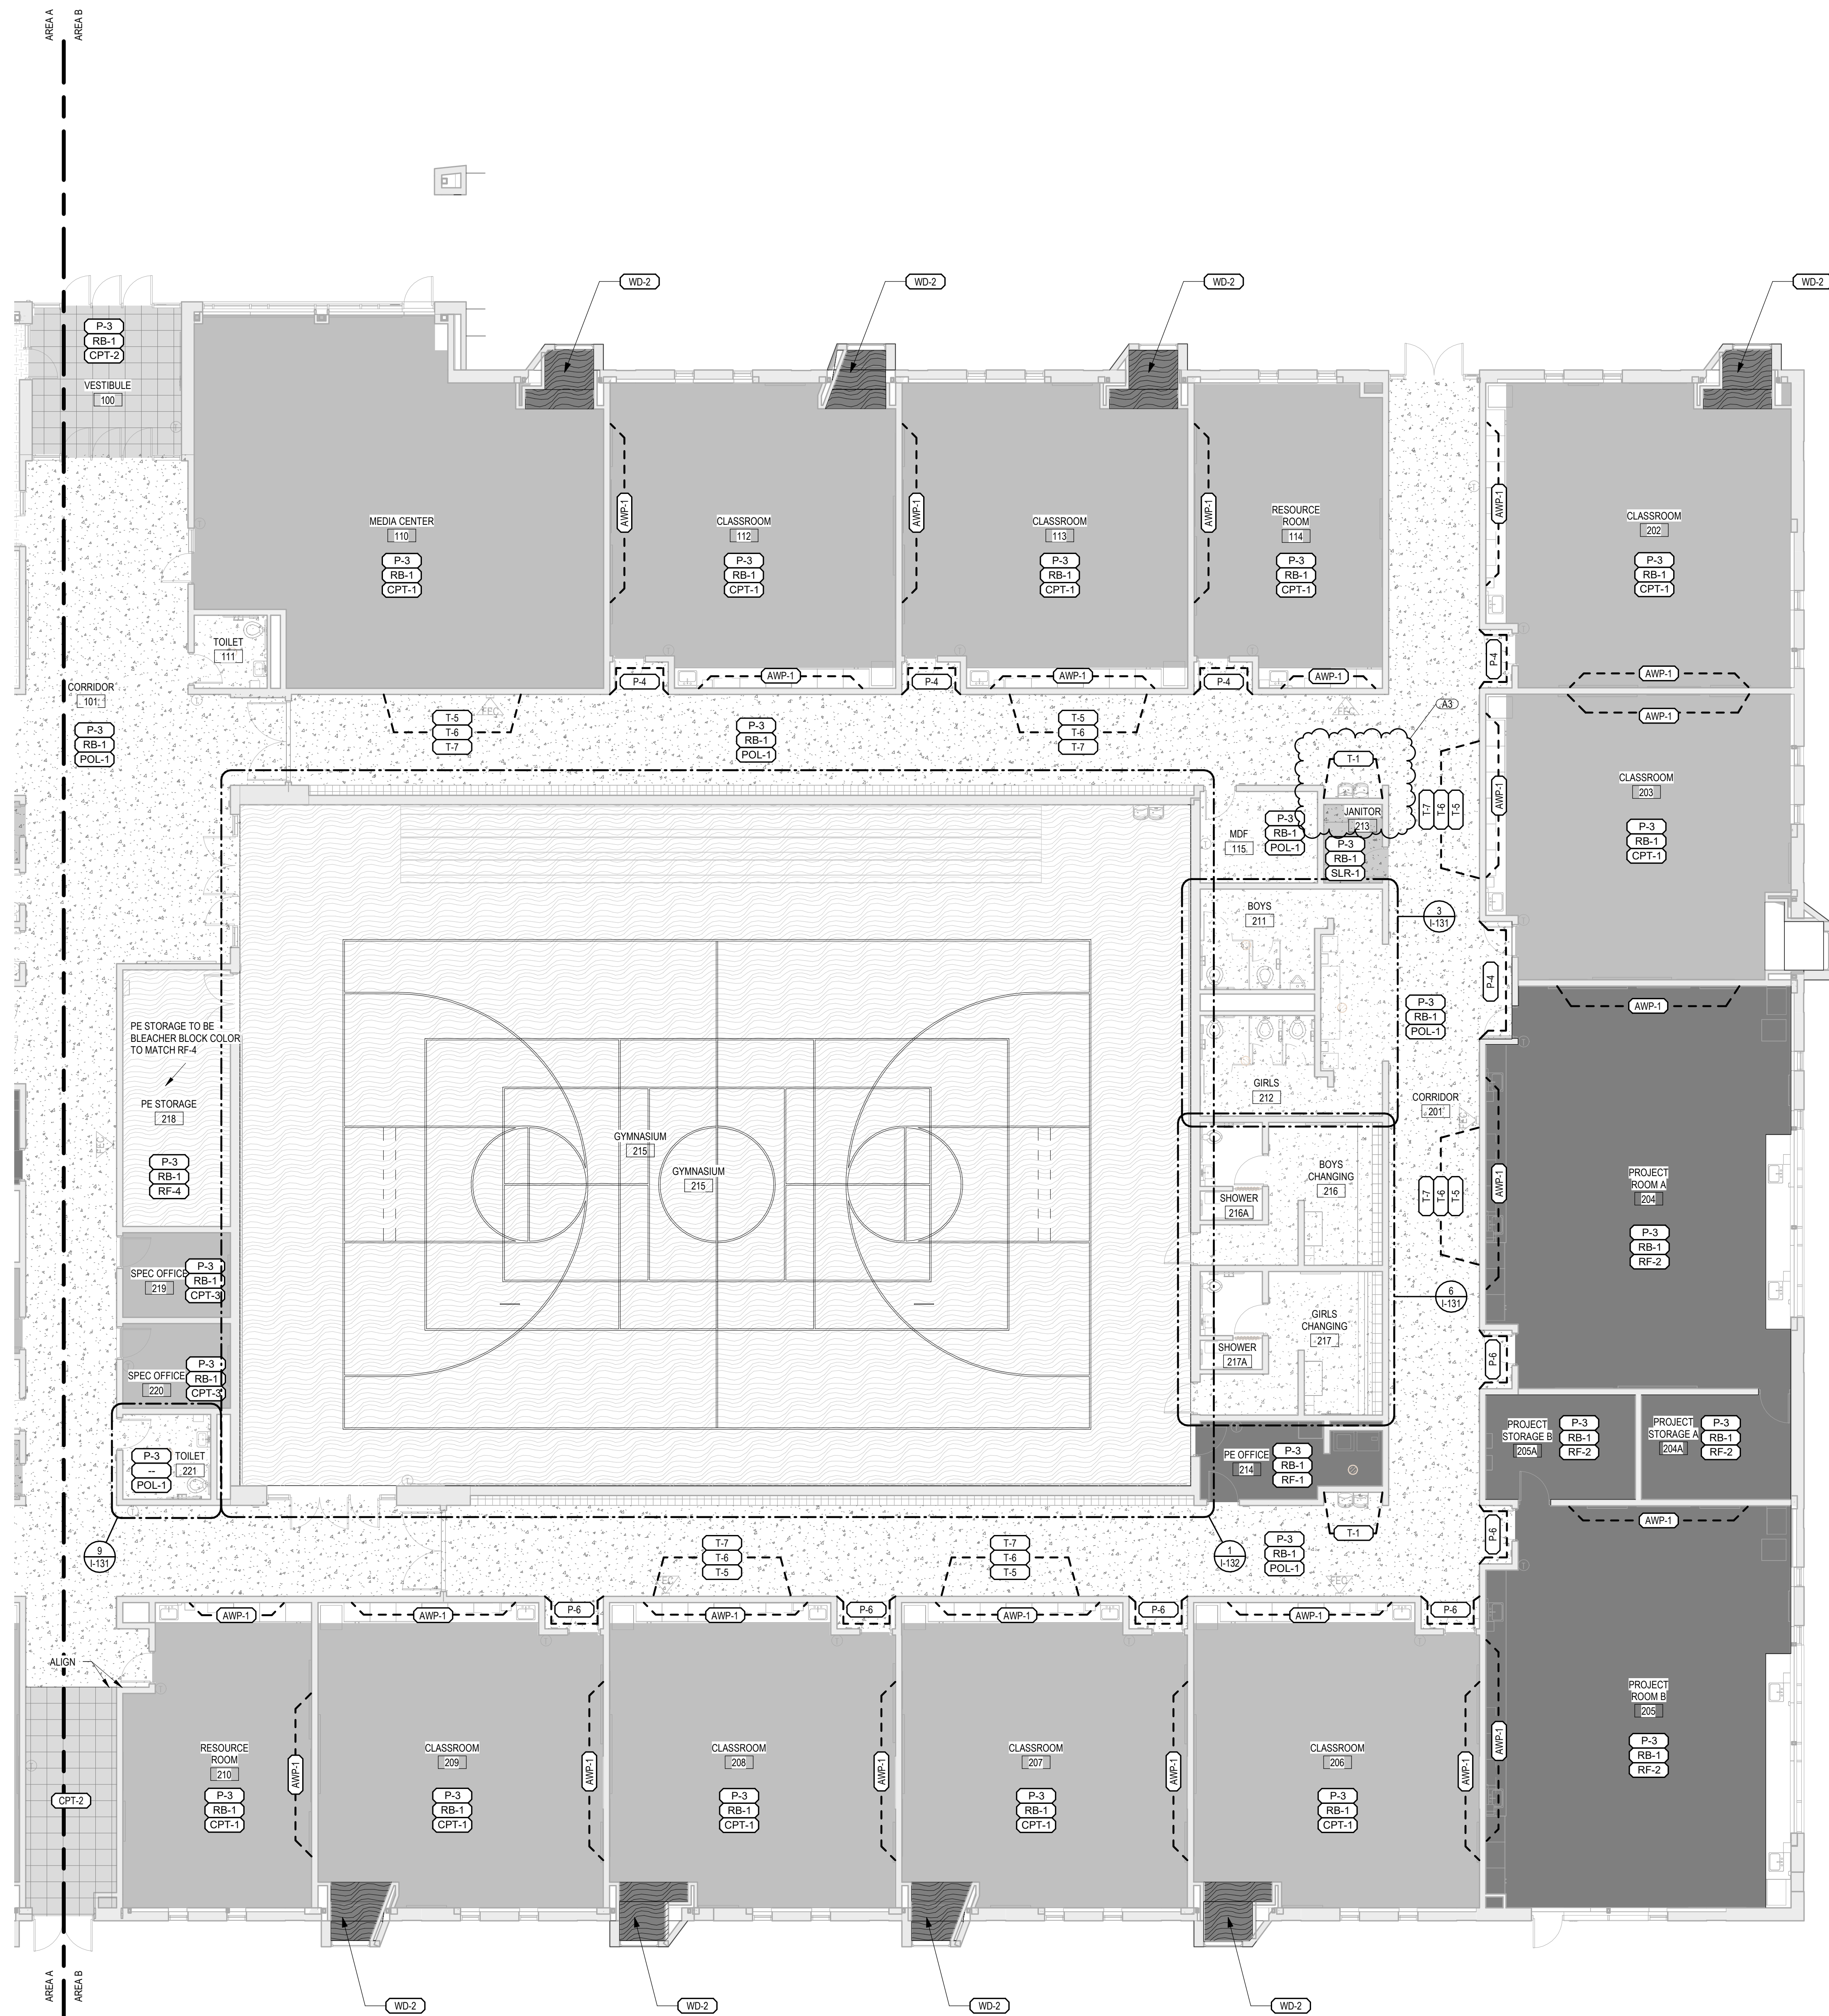 AREA A
AREA B
WD-2
WD-2
WD-2
WD-2
P-3
RB-1
CPT-2
VESTIBULE
100
MEDIA CENTER
110
P-3
RB-1
CPT-1
AWP-1
CLASSROOM
112
P-3
RB-1
CPT-1
AWP-1
CLASSROOM
113
P-3
RB-1
CPT-1
AWP-1
RESOURCE
ROOM
114
P-3
RB-1
CPT-1
AWP-1
CLASSROOM
202
P-3
RB-1
CPT-1
TOILET
111
CORRIDOR
101
P-3
RB-1
POL-1
P-4
AWP-1
P-4
AWP-1
P-4
AWP-1
P-4
AWP-1
AWP-1
T-5
T-6
T-7
FEC
P-3
RB-1
POL-1
T-5
T-6
T-7
FEC
A3
T-1
JANITOR
213
P-3
RB-1
SLR-1
MDF
115
P-3
RB-1
POL-1
T-7
T-6
T-5
AWP-1
CLASSROOM
203
P-3
RB-1
CPT-1
BOYS
211
3
I-131
P-4
AWP-1
P-3
RB-1
POL-1
PE STORAGE TO BE
BLEACHER BLOCK COLOR
TO MATCH RF-4
PE STORAGE
218
P-3
RB-1
RF-4
FEC
GIRLS
212
CORRIDOR
201
FEC
GYMNASIUM
215
GYMNASIUM
215
BOYS
CHANGING
216
SHOWER
216A
T-7
T-6
T-5
AWP-1
PROJECT
ROOM A
204
P-3
RB-1
RF-2
SPEC OFFICE
219
P-3
RB-1
CPT-3
SPEC OFFICE
220
P-3
RB-1
CPT-3
GIRLS
CHANGING
217
SHOWER
217A
6
I-131
P-6
PROJECT
STORAGE B
205A
P-3
RB-1
RF-2
PROJECT
STORAGE A
204A
P-3
RB-1
RF-2
P-3
--
POL-1
TOILET
221
PE OFFICE
214
P-3
RB-1
RF-1
T-1
P-6
AWP-1
9
I-131
T-7
T-6
T-5
FEC
T-7
T-6
T-5
1
I-132
P-3
RB-1
POL-1
FEC
AWP-1
AWP-1
P-6
AWP-1
P-6
AWP-1
P-6
AWP-1
P-6
ALIGN
CPT-2
RESOURCE
ROOM
210
P-3
RB-1
CPT-1
AWP-1
CLASSROOM
209
P-3
RB-1
CPT-1
AWP-1
CLASSROOM
208
P-3
RB-1
CPT-1
AWP-1
CLASSROOM
207
P-3
RB-1
CPT-1
AWP-1
CLASSROOM
206
P-3
RB-1
CPT-1
AWP-1
AWP-1
PROJECT
ROOM B
205
P-3
RB-1
RF-2
AREA A
AREA B
WD-2
WD-2
WD-2
WD-2